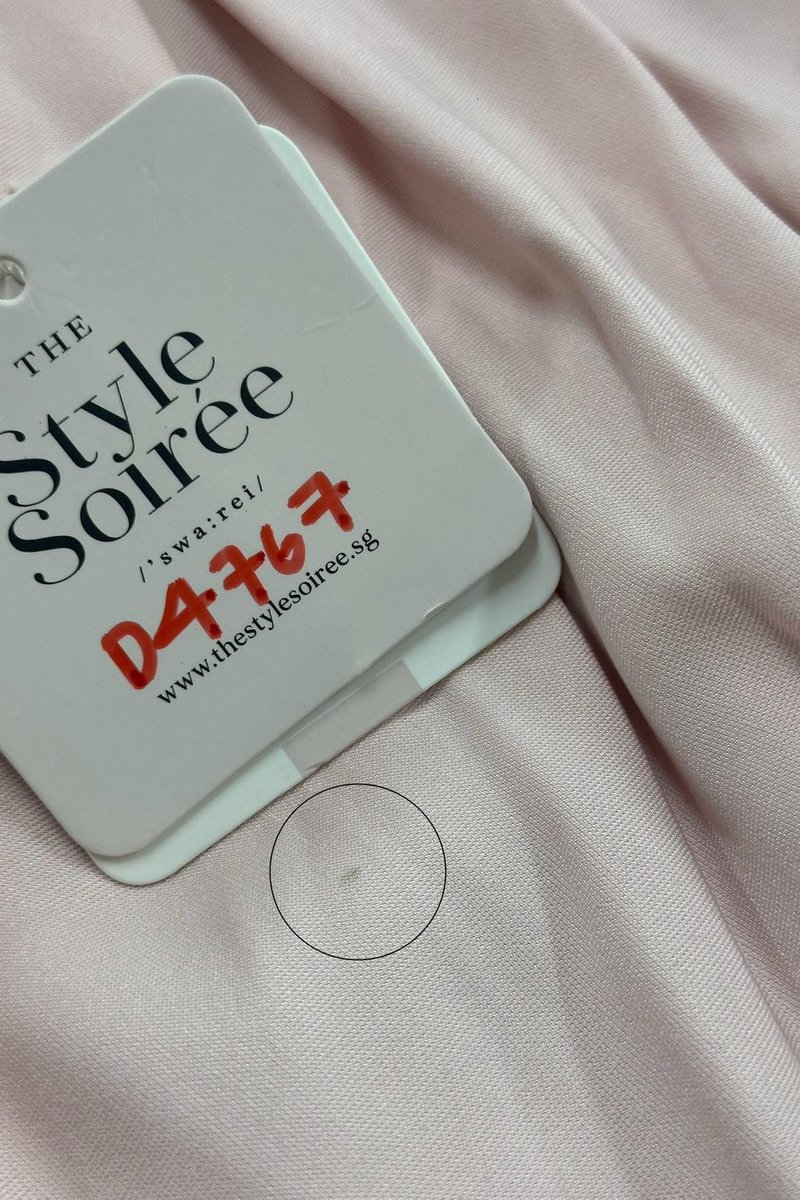 THE
Style
Soirée
/'swa:rei/
D4767
www.thestylesoiree.sg